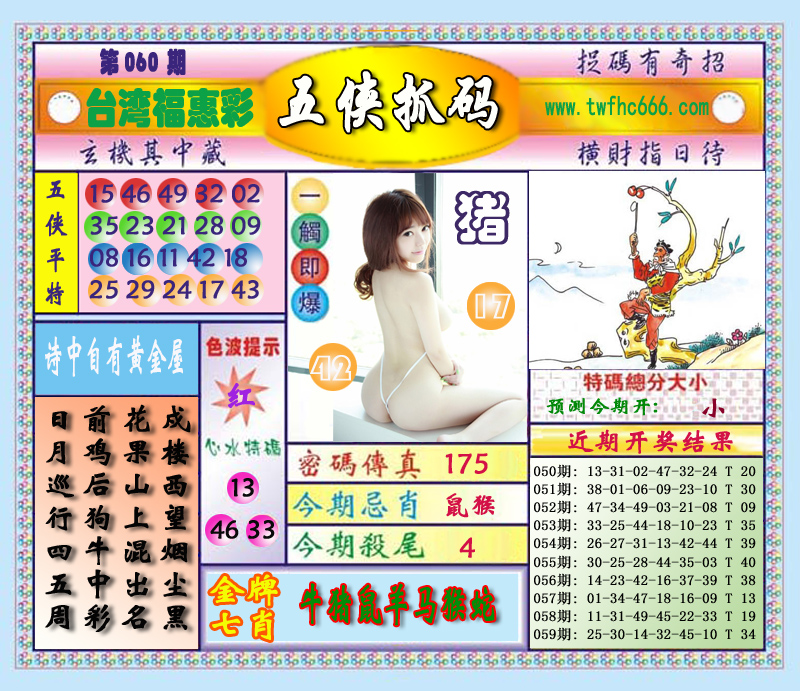 第060期
捉碼有奇招
台湾福惠彩
五侠抓码
www.twfhc666.com
玄機其中藏
橫財指日待
五侠平特
15 46 49 32 02
35 23 21 28 09
08 16 11 42 18
25 29 24 17 43
一觸即爆
猪
17
42
诗中自有黄金屋
日前花成
月鸡果楼
巡后山西
行狗上望
四牛混烟
五中出尘
周彩名黑
色波提示
红
心水特碼
13
46 33
密碼傳真 175
今期忌肖 鼠猴
今期殺尾 4
金牌七肖
牛猪鼠羊马猴蛇
特碼總分大小
预测今期开: 小
近期开奖结果
050期: 13-31-02-47-32-24 T 20
051期: 38-01-06-09-23-10 T 30
052期: 47-34-49-03-21-08 T 09
053期: 33-25-44-18-10-23 T 35
054期: 26-27-31-13-42-44 T 39
055期: 30-25-28-44-35-03 T 40
056期: 14-23-42-16-37-39 T 38
057期: 01-34-47-18-16-09 T 13
058期: 11-31-49-45-22-33 T 19
059期: 25-30-14-32-45-10 T 34